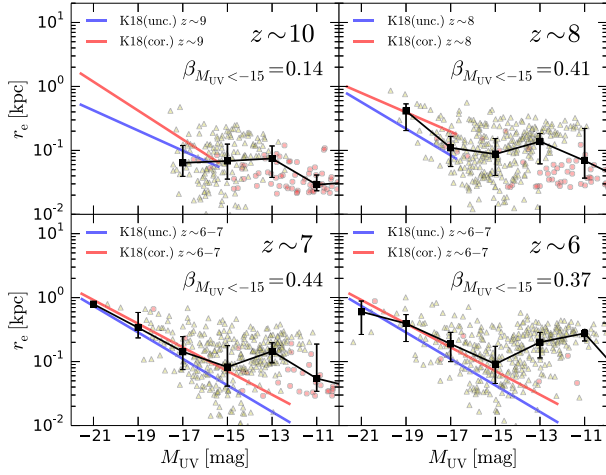 K18(unc.) z∼9
K18(cor.) z∼9
z∼10
β_{M_UV<−15}=0.14
K18(unc.) z∼8
K18(cor.) z∼8
z∼8
β_{M_UV<−15}=0.41
10^1
10^0
10^{-1}
10^{-2}
r_e [kpc]
K18(unc.) z∼6−7
K18(cor.) z∼6−7
z∼7
β_{M_UV<−15}=0.44
K18(unc.) z∼6−7
K18(cor.) z∼6−7
z∼6
β_{M_UV<−15}=0.37
10^1
10^0
10^{-1}
10^{-2}
r_e [kpc]
−21 −19 −17 −15 −13 −11
−21 −19 −17 −15 −13 −11
M_UV [mag]
M_UV [mag]